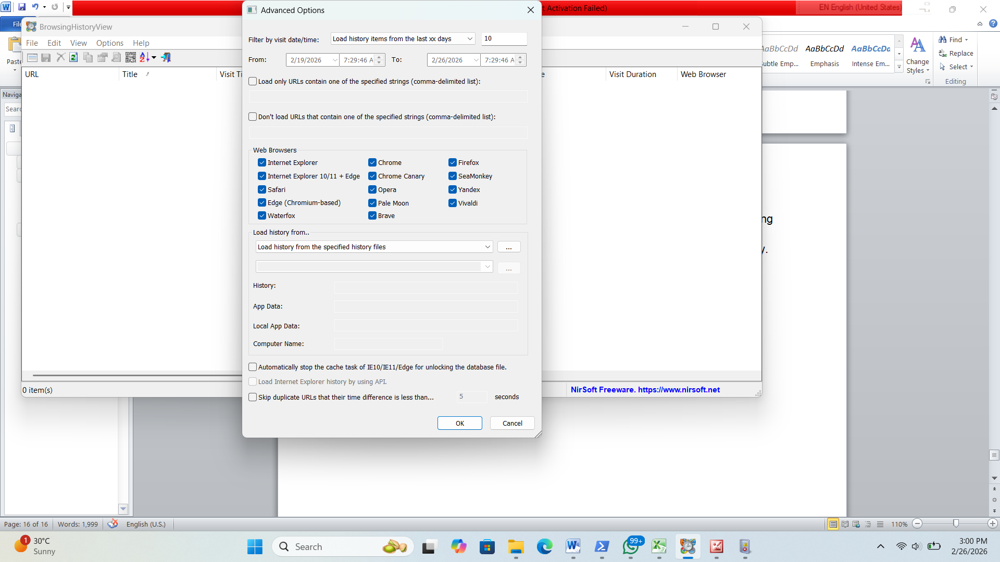 Advanced Options
t Activation Failed)
EN English (United States)
File
BrowsingHistoryView
File Edit View Options Help
Paste
Find
Replace
Select
Editing
Change Styles
AaBbCcDd AaBbCcDd AaBbCcDd
ubtle Emp... Emphasis Intense Em...
URL Title Visit Ti e Visit Duration Web Browser
Naviga
Searc
Filter by visit date/time: Load history items from the last xx days 10
From: 2/19/2026 7:29:46 A To: 2/26/2026 7:29:46 A
Load only URLs contain one of the specified strings (comma-delimited list):
Don't load URLs that contain one of the specified strings (comma-delimited list):
Web Browsers
Internet Explorer Chrome Firefox
Internet Explorer 10/11 + Edge Chrome Canary SeaMonkey
Safari Opera Yandex
Edge (Chromium-based) Pale Moon Vivaldi
Waterfox Brave
Load history from..
Load history from the specified history files ...
...
History:
App Data:
Local App Data:
Computer Name:
Automatically stop the cache task of IE10/IE11/Edge for unlocking the database file.
Load Internet Explorer history by using API.
Skip duplicate URLs that their time difference is less than... 5 seconds
OK Cancel
ng
y.
0 item(s)
NirSoft Freeware. https://www.nirsoft.net
Page: 16 of 16 Words: 1,999 English (U.S.) 110%
1 30°C
Sunny
Search
99+
3:00 PM
2/26/2026